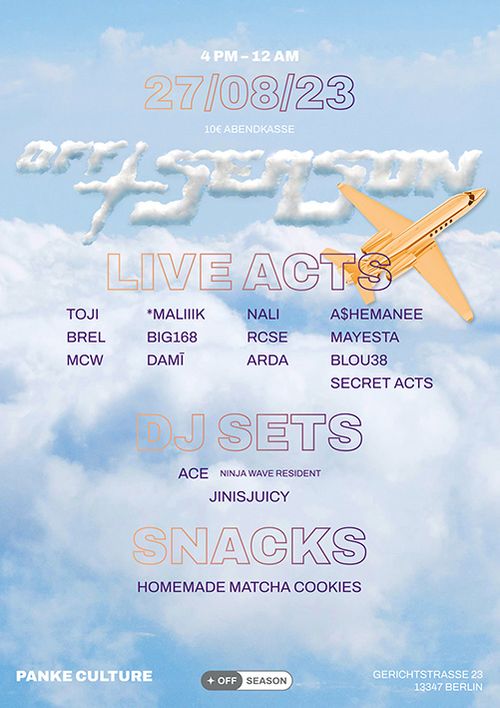 4 PM – 12 AM
27/08/23
10€ ABENDKASSE
OFF + SEASON
LIVE ACTS
TOJI *MALIIIK NALI A$HEMANEE
BREL BIG168 RCSE MAYESTA
MCW DAMĪ ARDA BLOU38
SECRET ACTS
DJ SETS
ACE NINJA WAVE RESIDENT
JINISJUICY
SNACKS
HOMEMADE MATCHA COOKIES
PANKE CULTURE
+ OFF SEASON
GERICHTSTRASSE 23
13347 BERLIN